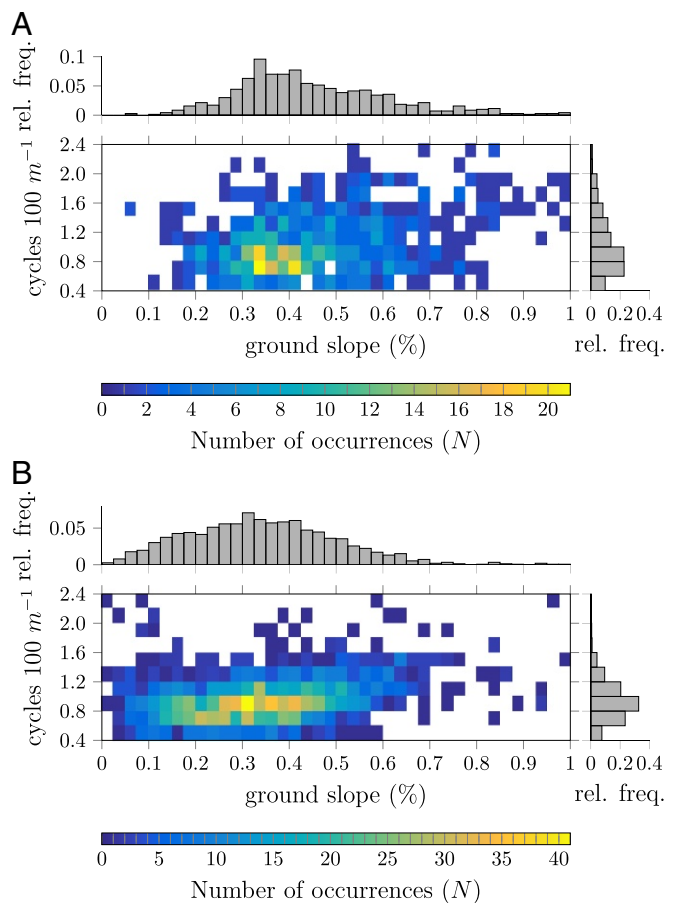 A
rel. freq.
0.1
0.05
0
cycles 100 m⁻¹
2.4
2.0
1.6
1.2
0.8
0.4
0 0.1 0.2 0.3 0.4 0.5 0.6 0.7 0.8 0.9 1
0 0.2 0.4
ground slope (%)
rel. freq.
0 2 4 6 8 10 12 14 16 18 20
Number of occurrences (N)
B
rel. freq.
0.05
0
cycles 100 m⁻¹
2.4
2.0
1.6
1.2
0.8
0.4
0 0.1 0.2 0.3 0.4 0.5 0.6 0.7 0.8 0.9 1
0 0.2 0.4
ground slope (%)
rel. freq.
0 5 10 15 20 25 30 35 40
Number of occurrences (N)